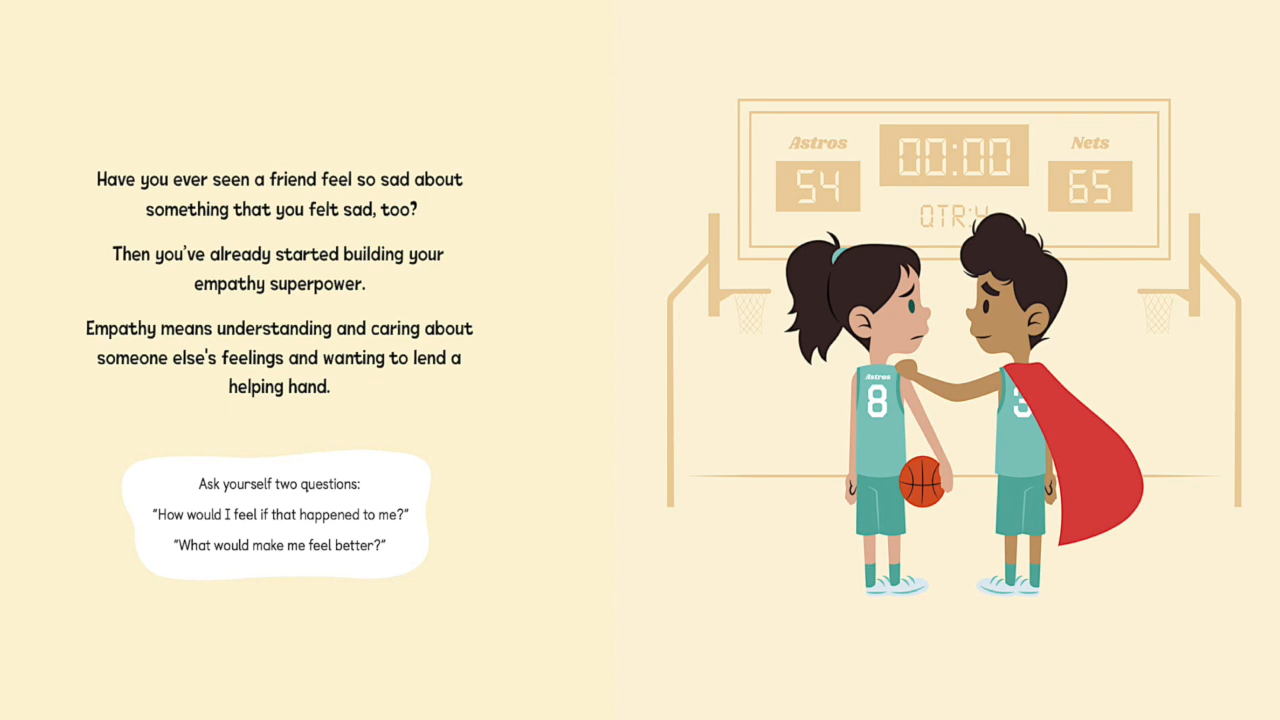 Have you ever seen a friend feel so sad about
something that you felt sad, too?
Then you've already started building your
empathy superpower.
Empathy means understanding and caring about
someone else's feelings and wanting to lend a
helping hand.
Ask yourself two questions:
"How would I feel if that happened to me?"
"What would make me feel better?"
Astros
00:00
Nets
54
65
QTR:4
Astros
8
3